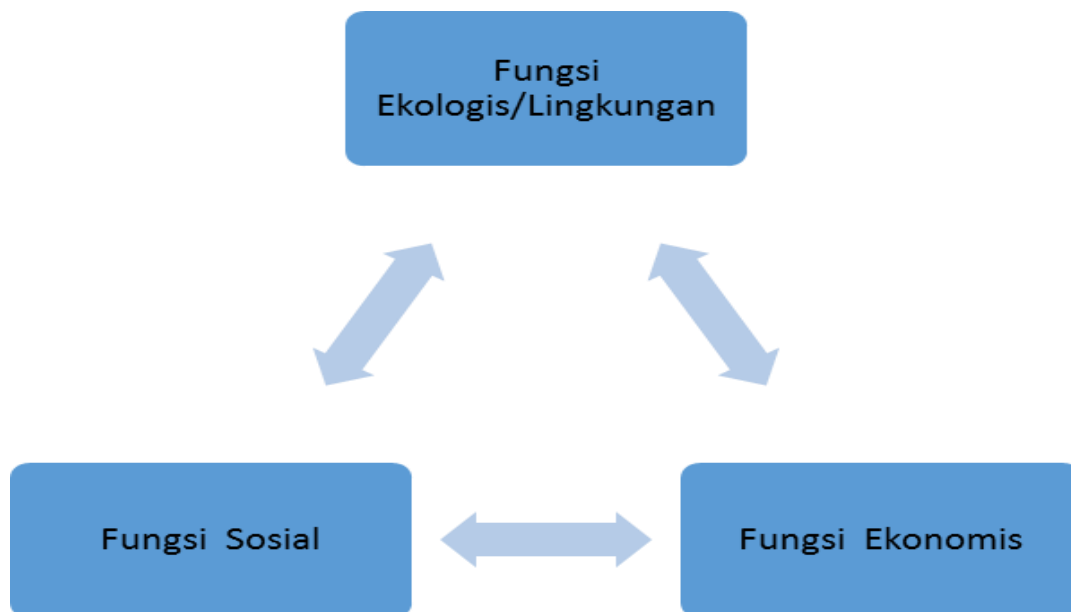 Fungsi
Ekologis/Lingkungan
Fungsi Sosial
Fungsi Ekonomis